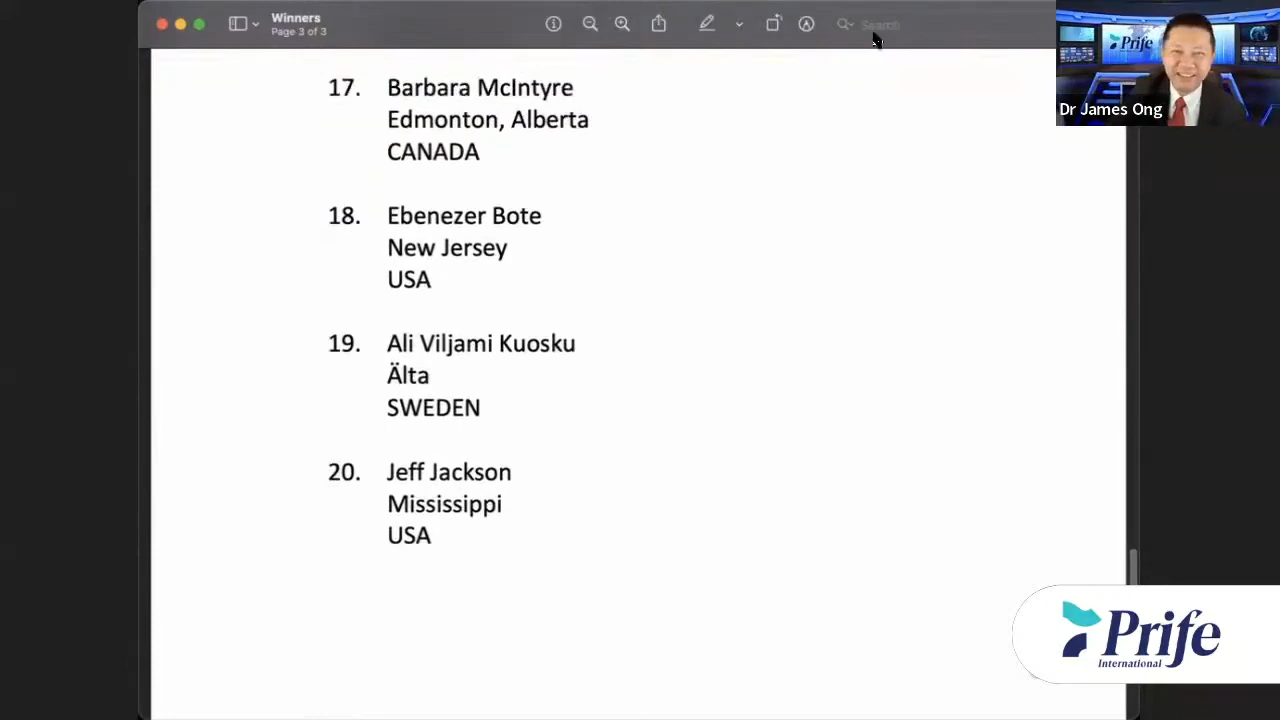 Winners
Page 3 of 3
Search
Prife
Dr James Ong
17. Barbara McIntyre
Edmonton, Alberta
CANADA
18. Ebenezer Bote
New Jersey
USA
19. Ali Viljami Kuosku
Älta
SWEDEN
20. Jeff Jackson
Mississippi
USA
Prife
International